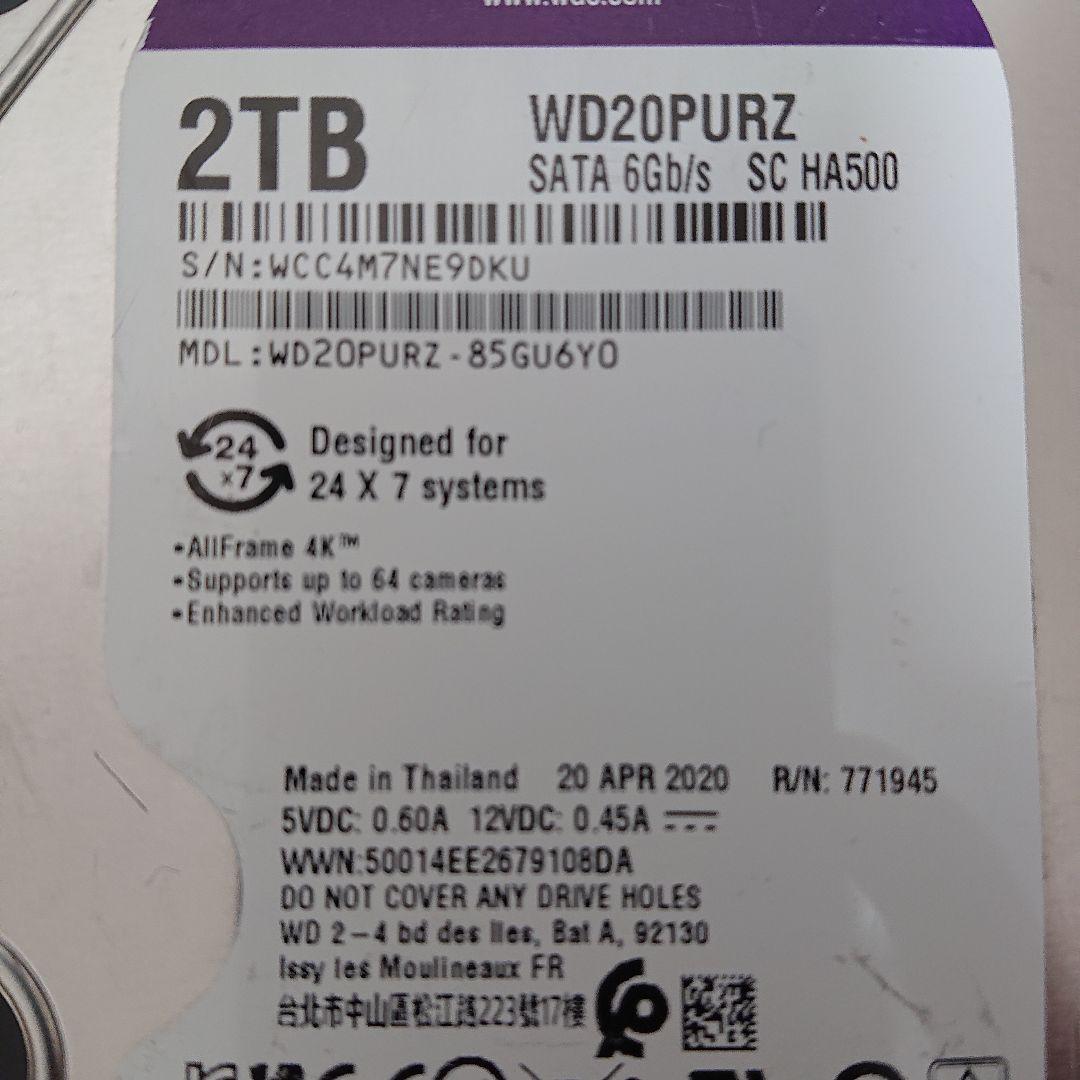 www.wdc.com
2TB
WD20PURZ
SATA 6Gb/s SC HA500
S/N:WCC4M7NE9DKU
MDL:WD20PURZ-85GU6Y0
24
x7
Designed for
24 X 7 systems
•AllFrame 4K™
•Supports up to 64 cameras
•Enhanced Workload Rating
Made in Thailand 20 APR 2020 R/N: 771945
5VDC: 0.60A 12VDC: 0.45A
WWN:50014EE2679108DA
DO NOT COVER ANY DRIVE HOLES
WD 2-4 bd des Iles, Bat A, 92130
Issy les Moulineaux FR
台北市中山區松江路223號17樓